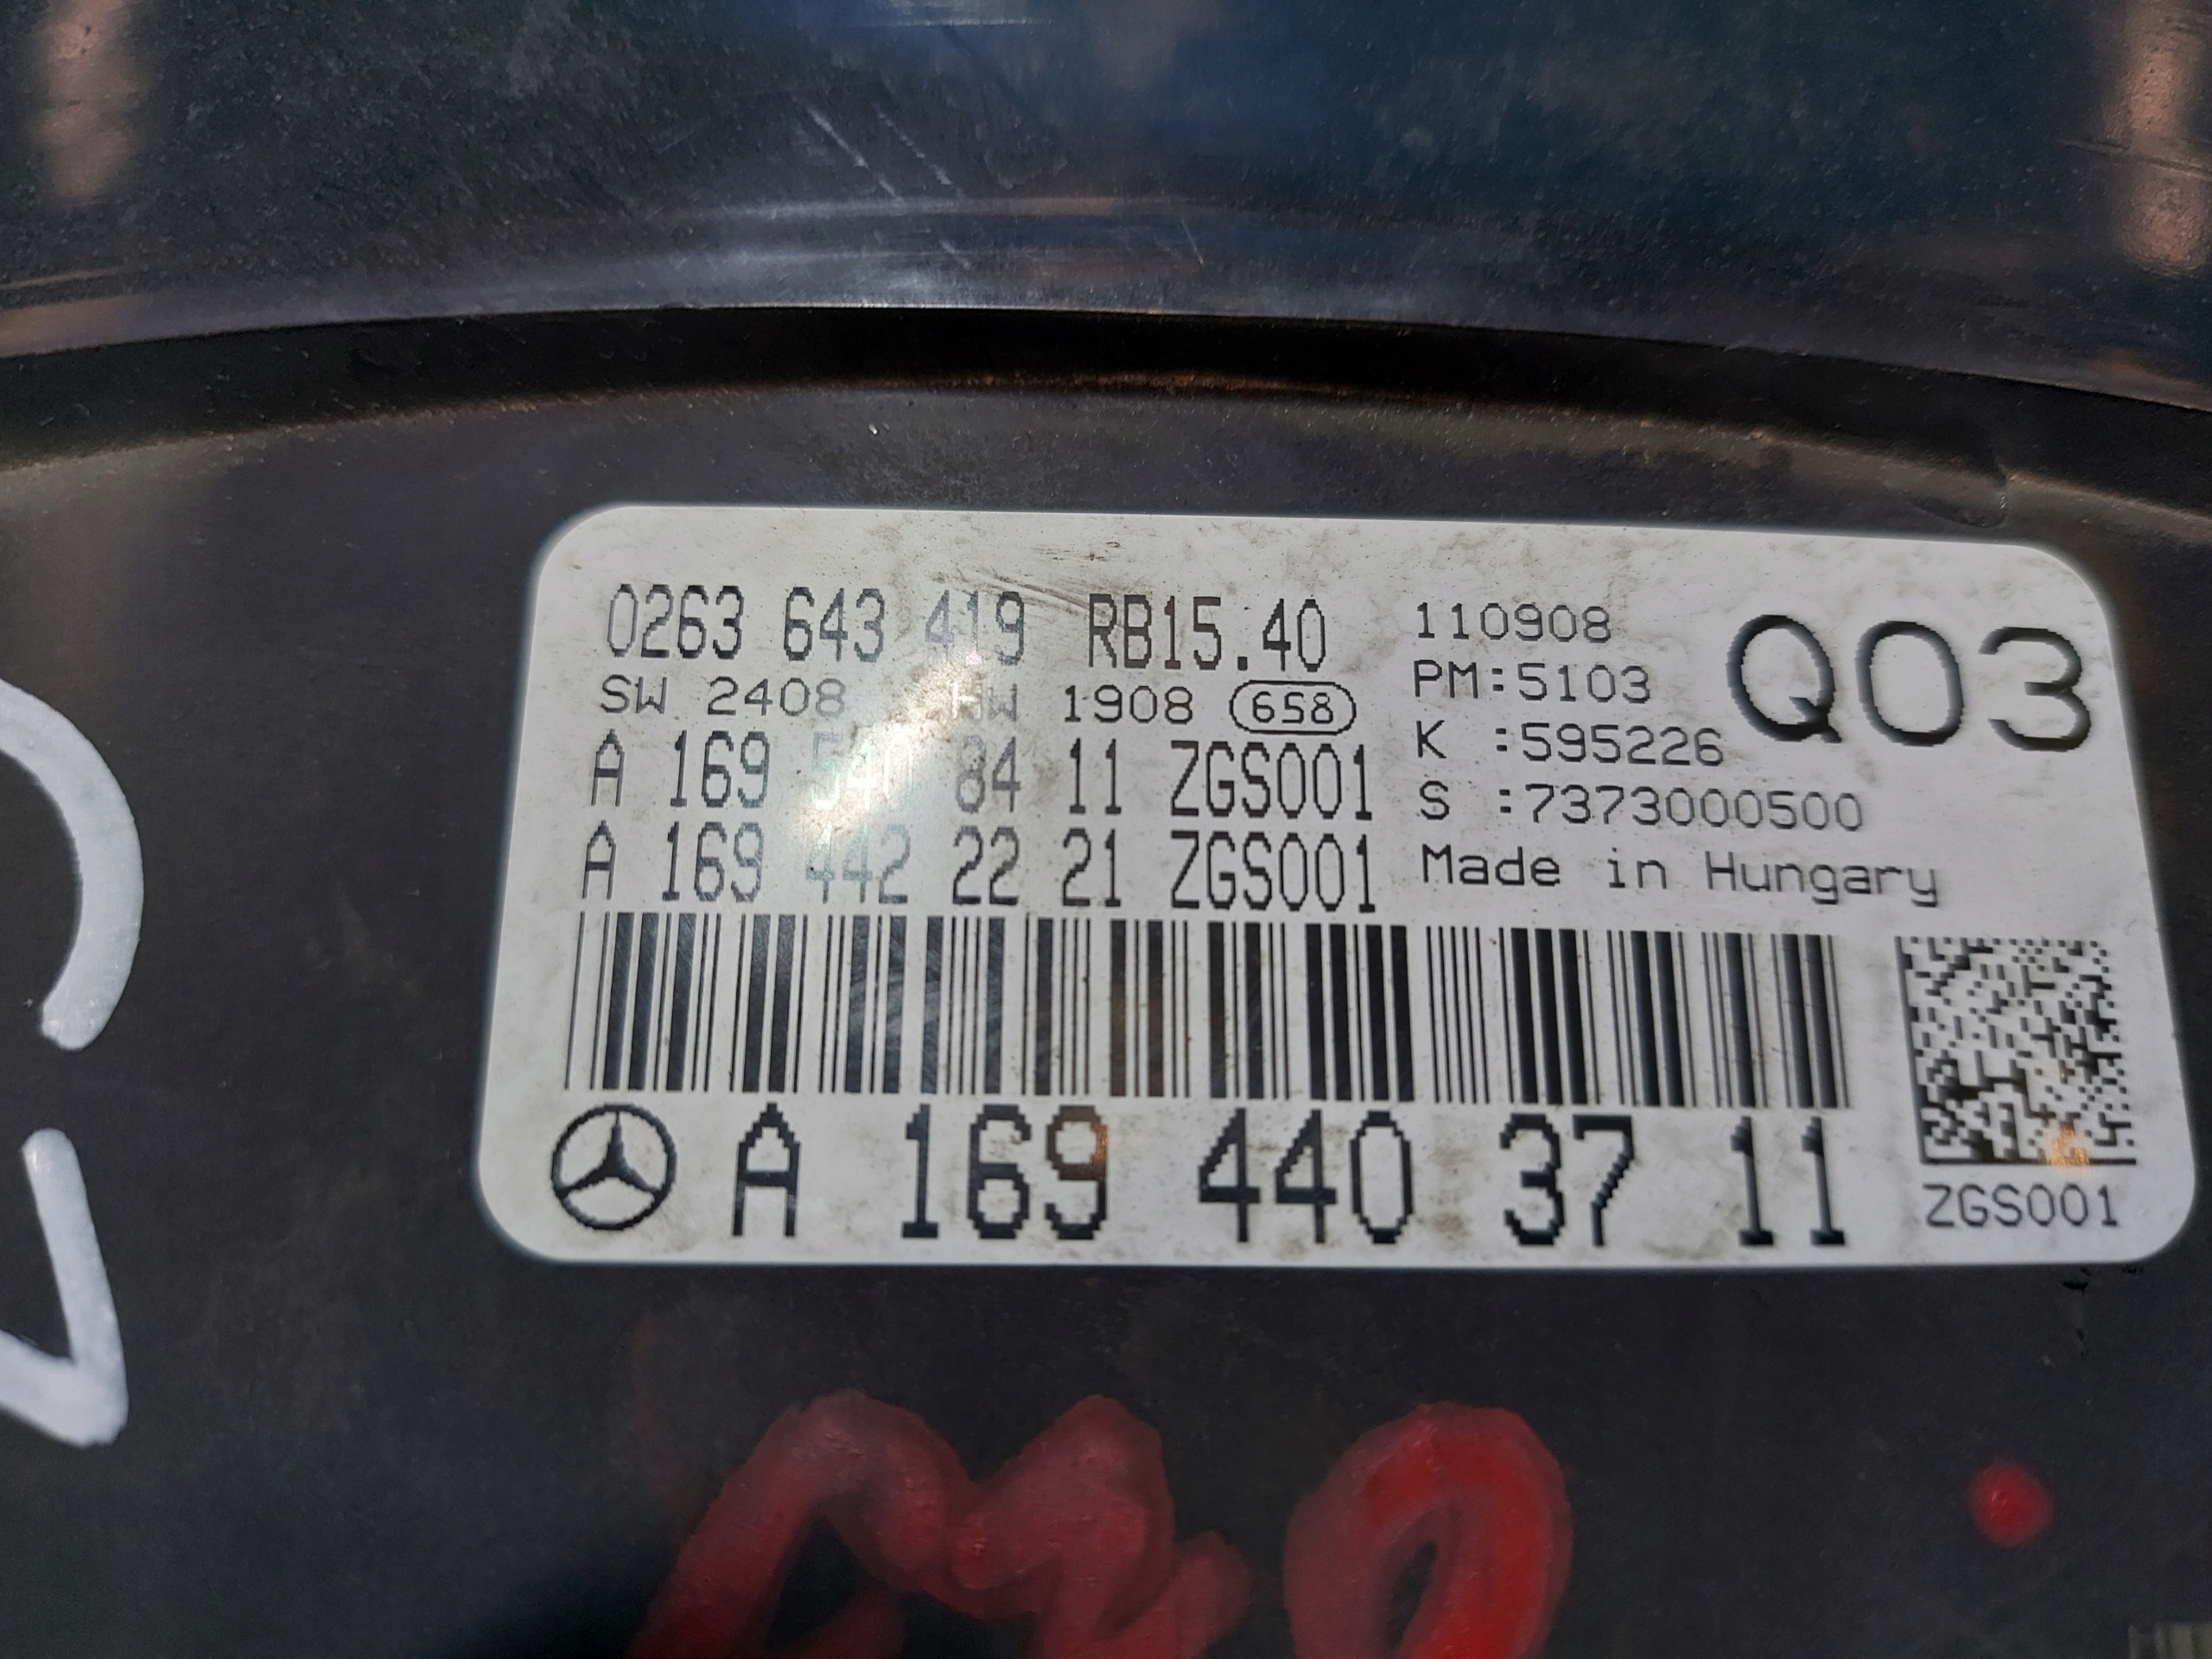 0263 643 419 RB15.40
SW 2408 HW 1908 658
A 169 540 84 11 ZGS001
A 169 442 22 21 ZGS001
110908
PM:5103
K :595226
S :7373000500
Made in Hungary
Q03
A 169 440 37 11
ZGS001